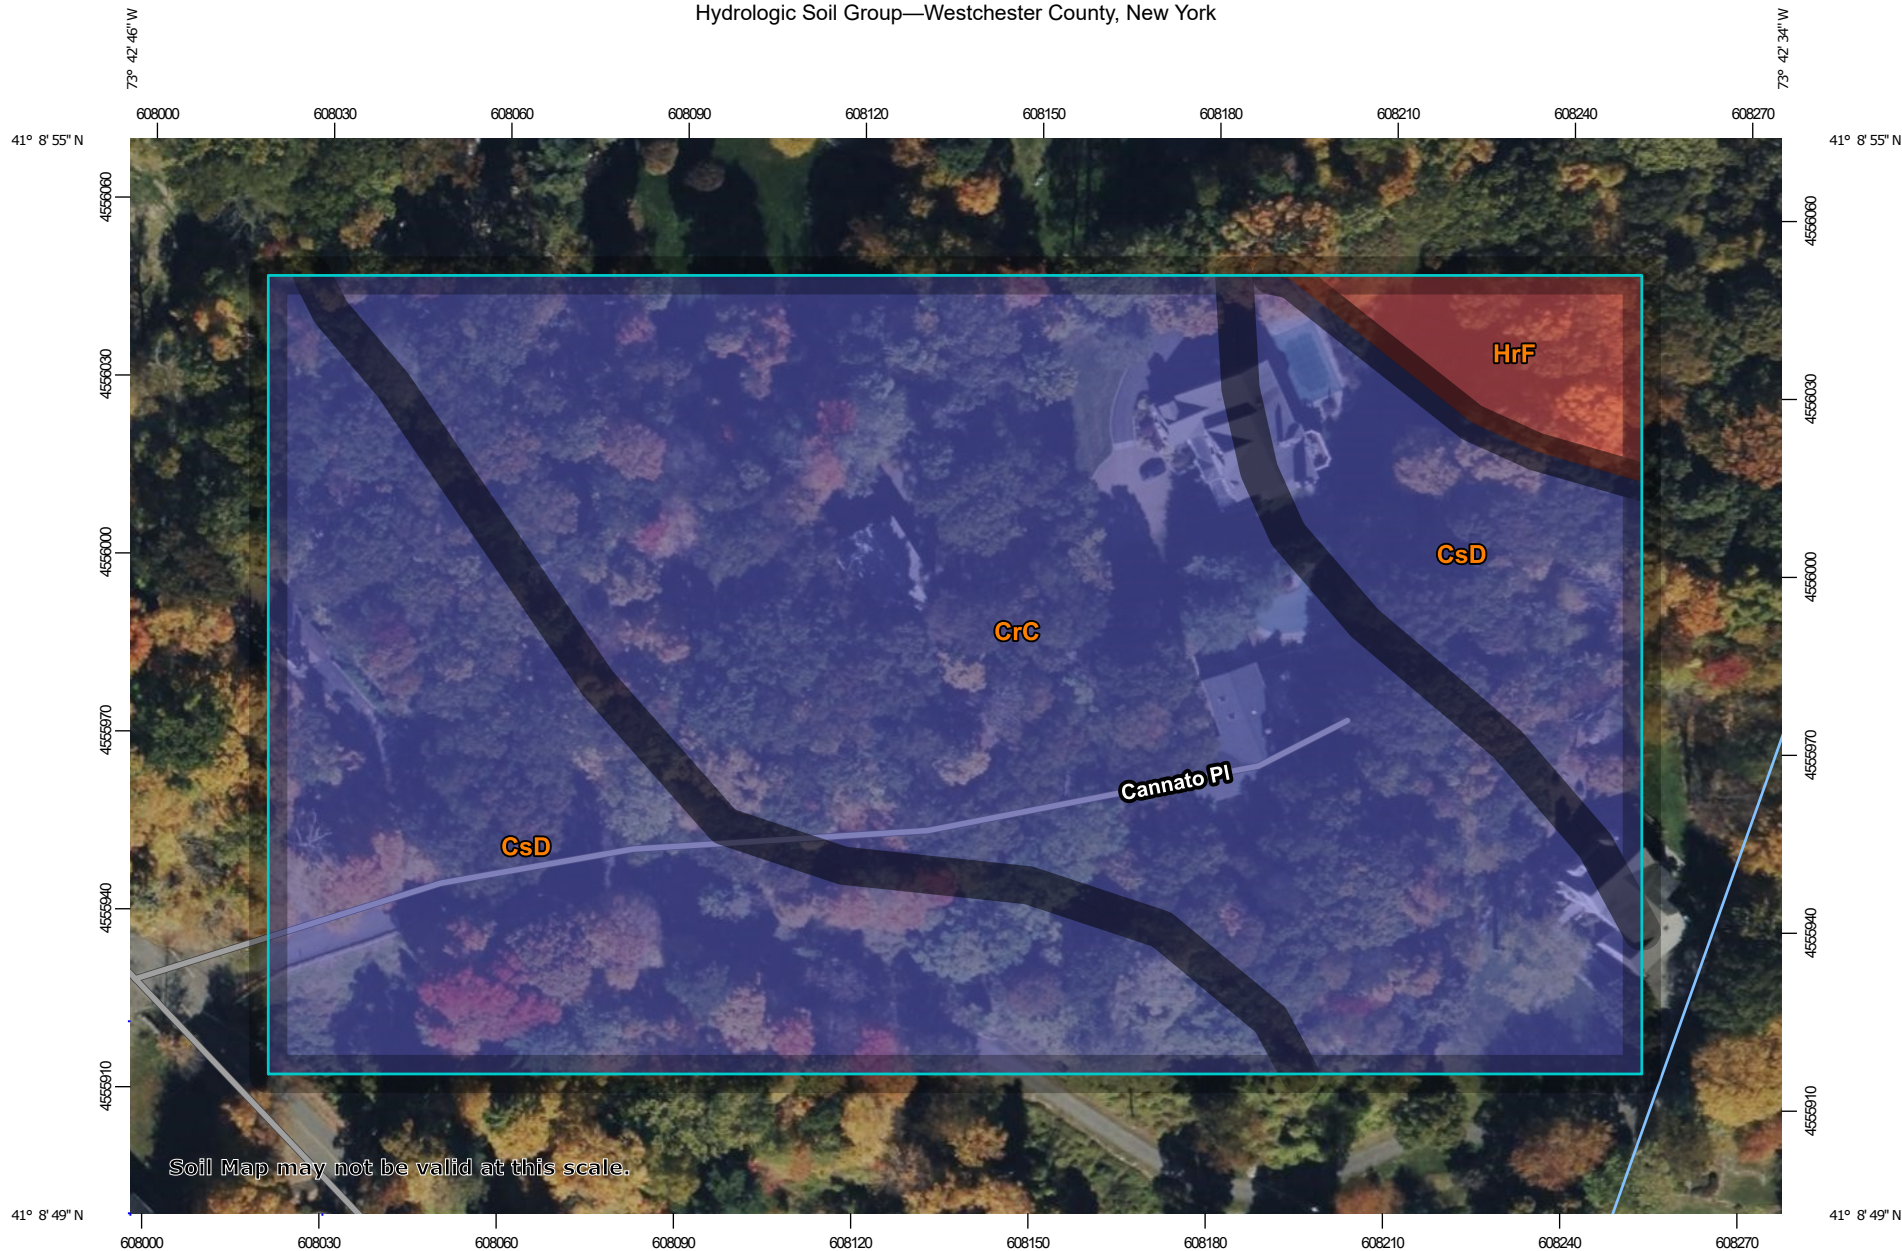 Hydrologic Soil Group—Westchester County, New York
73° 42' 46'' W
73° 42' 34'' W
608000 608030 608060 608090 608120 608150 608180 608210 608240 608270
41° 8' 55'' N
41° 8' 55'' N
4556060
4556060
4556030
4556030
HrF
4556000
4556000
CsD
CrC
4555970
4555970
Cannato Pl
CsD
4555940
4555940
4555910
4555910
Soil Map may not be valid at this scale.
41° 8' 49'' N
41° 8' 49'' N
608000 608030 608060 608090 608120 608150 608180 608210 608240 608270